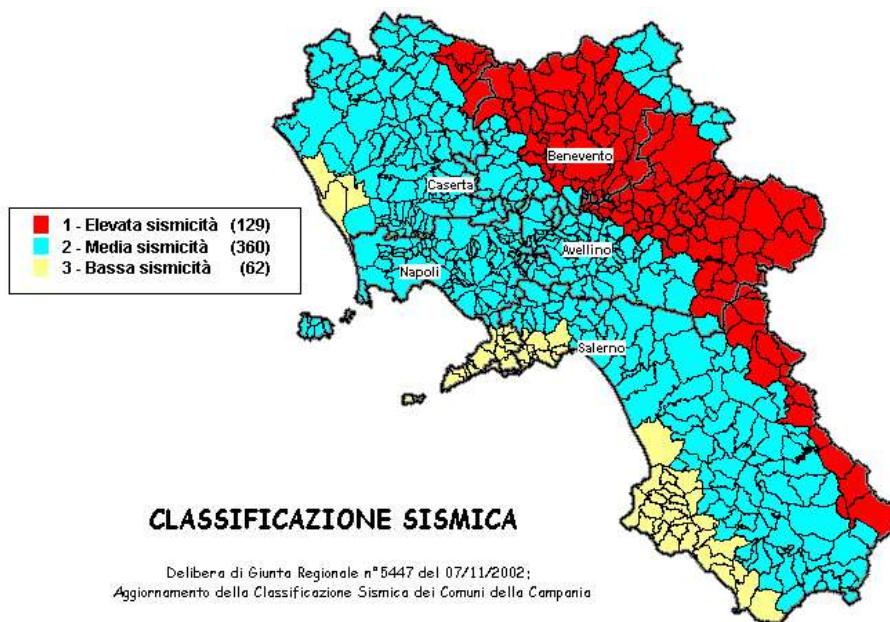 Benevento
Caserta
1 - Elevata sismicità (129)
2 - Media sismicità (360)
3 - Bassa sismicità (62)
Avellino
Napoli
Salerno
CLASSIFICAZIONE SISMICA
Delibera di Giunta Regionale n°5447 del 07/11/2002;
Aggiornamento della Classificazione Sismica dei Comuni della Campania